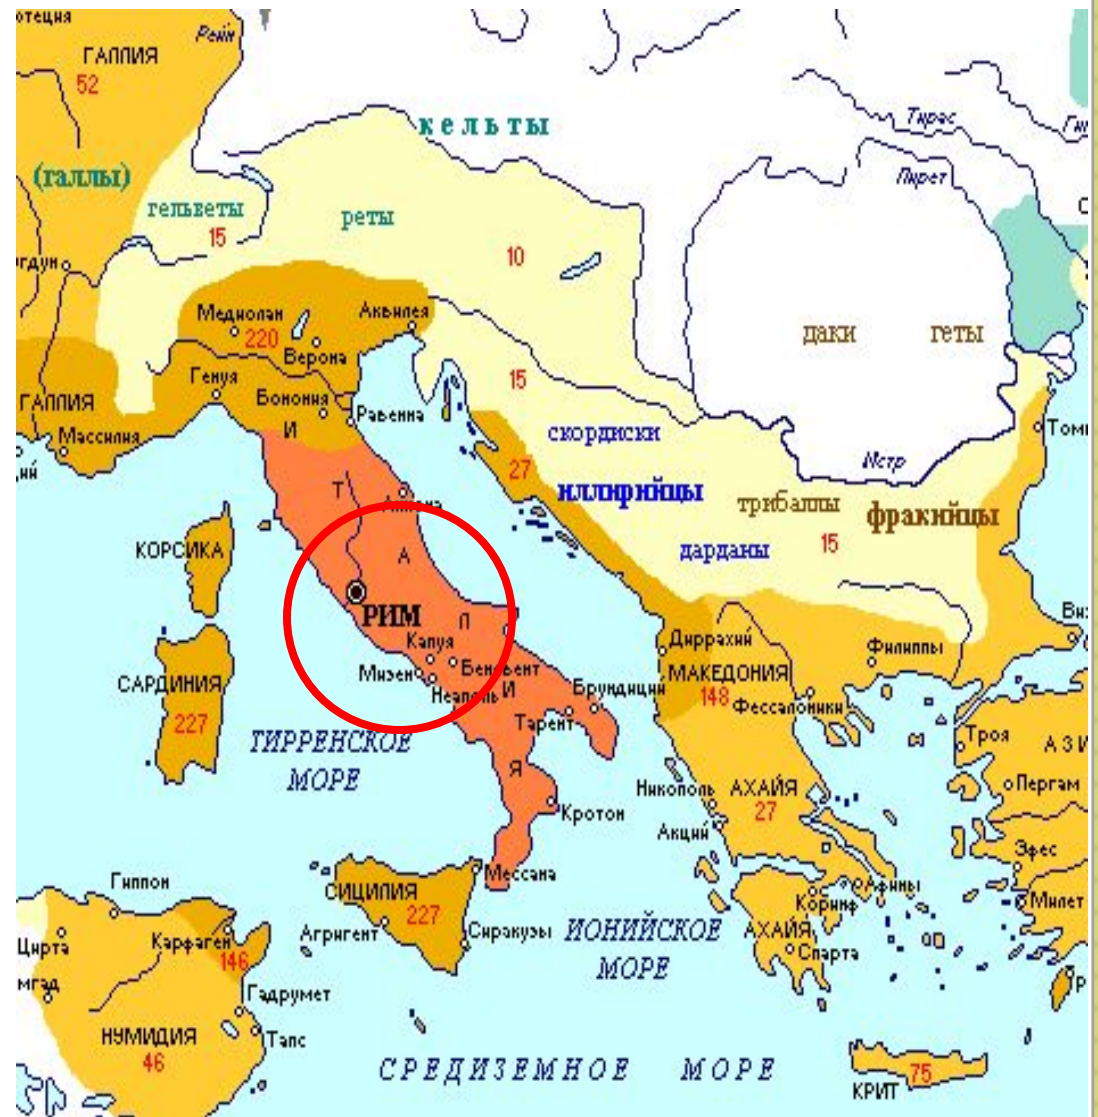 Рейн
ГАЛЛИЯ
52
кельты
Тирас
Пирет
(галлы)
гельветы
15
реты
10
Медиолан
220
Верона
Аквилея
даки
геты
15
Генуя
Бонония
Равенна
ГАЛЛИЯ
Массилия
И
скордиски
27
иллирийцы
Истр
Т
Анкона
трибаллы
фракийцы
15
дарданы
КОРСИКА
А
РИМ
Л
Капуя
Беневент
Мизен
Неаполь
И
Брундиций
Тарент
Диррахий
МАКЕДОНИЯ
148
Фессалоники
Филиппы
САРДИНИЯ
227
ТИРРЕНСКОЕ
МОРЕ
Я
Кротон
Троя
Пергам
Никополь
АХАЙЯ
27
Акций
Эфес
Милет
Гиппон
СИЦИЛИЯ
227
Мессана
Афины
Коринф
АХАЙЯ
Спарта
Цирта
Карфаген
146
Агригент
Сиракузы
ИОНИЙСКОЕ
МОРЕ
Гадрумет
НУМИДИЯ
46
Тапс
СРЕДИЗЕМНОЕ МОРЕ
75
КРИТ